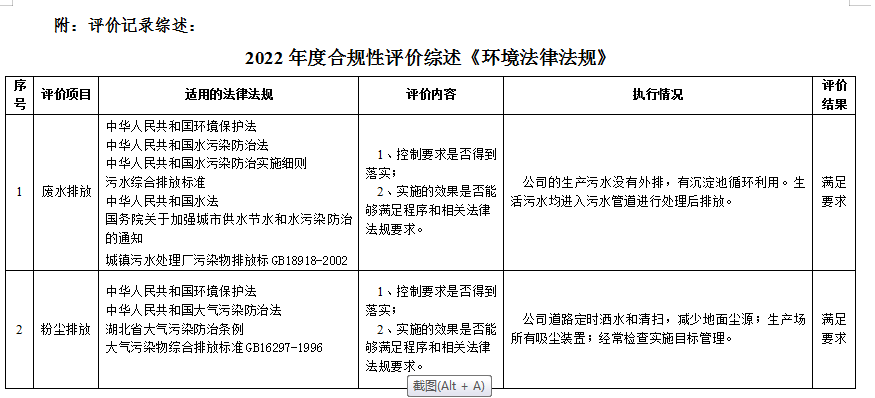 附：评价记录综述：
2022 年度合规性评价综述《环境法律法规》
序号 评价项目 适用的法律法规 评价内容 执行情况 评价结果
1
废水排放
中华人民共和国环境保护法
中华人民共和国水污染防治法
中华人民共和国水污染防治实施细则
污水综合排放标准
中华人民共和国水法
国务院关于加强城市供水节水和水污染防治
的通知
城镇污水处理厂污染物排放标 GB18918-2002
1、控制要求是否得到
落实；
2、实施的效果是否能
够满足程序和相关法律
法规要求。
公司的生产污水没有外排，有沉淀池循环利用。生
活污水均进入污水管道进行处理后排放。
满足
要求
2
粉尘排放
中华人民共和国环境保护法
中华人民共和国大气污染防治法
湖北省大气污染防治条例
大气污染物综合排放标准 GB16297-1996
1、控制要求是否得到
落实；
2、实施的效果是否能
够满足程序和相关法律
法规要求。
公司道路定时洒水和清扫，减少地面尘源；生产场
所有吸尘装置；经常检查实施目标管理。
满足
要求
截图(Alt + A)